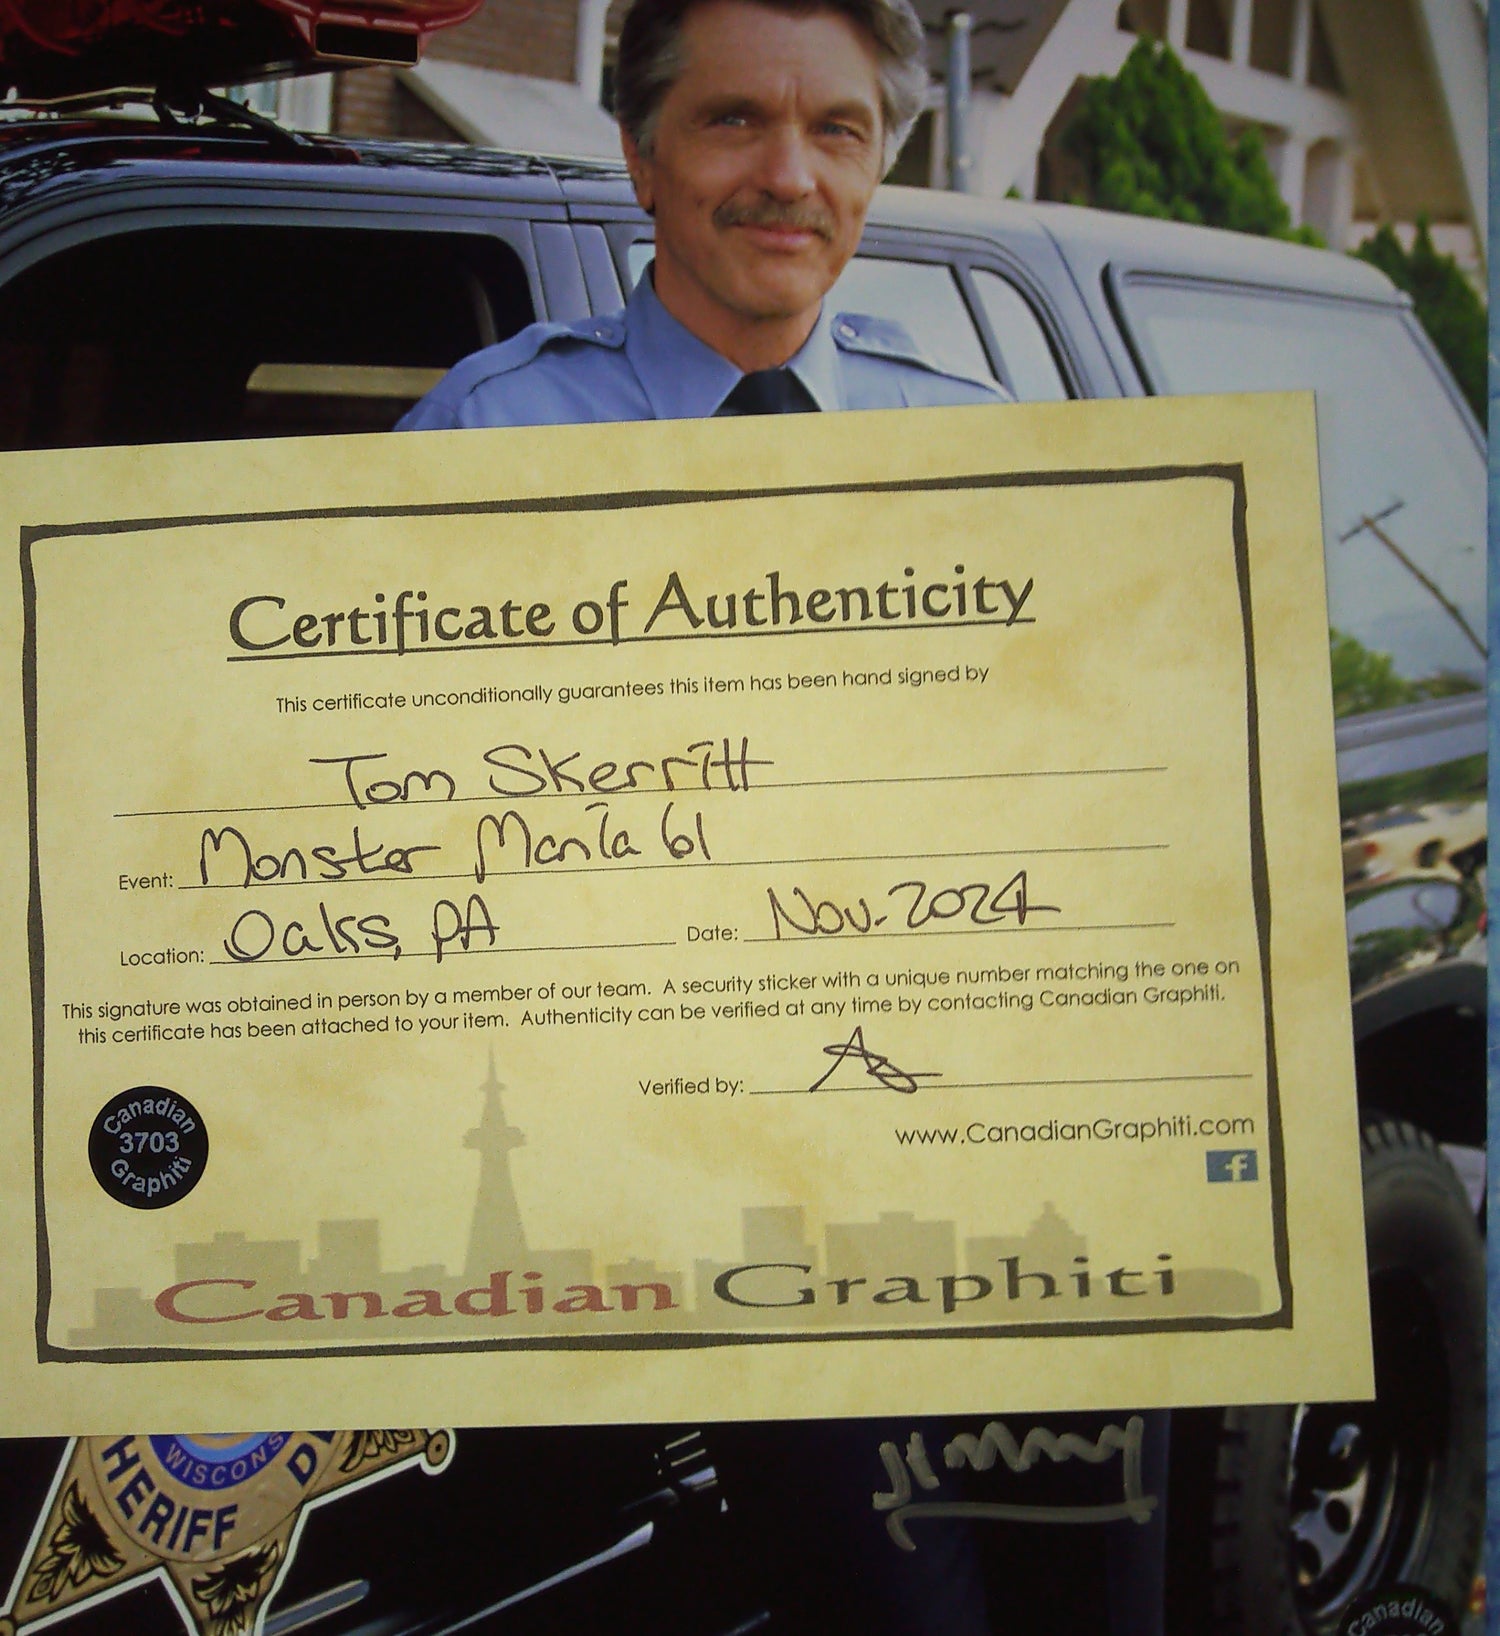 Certificate of Authenticity
This certificate unconditionally guarantees this item has been hand signed by
Tom Skerritt
Event: Monster Mania 61
Location: Oaks, PA Date: Nov. 2024
This signature was obtained in person by a member of our team. A security sticker with a unique number matching the one on
this certificate has been attached to your item. Authenticity can be verified at any time by contacting Canadian Graphiti.
Verified by:
www.CanadianGraphiti.com
f
Canadian
3703
Graphiti
Canadian Graphiti
WISCONS
SHERIFF D
Canadian